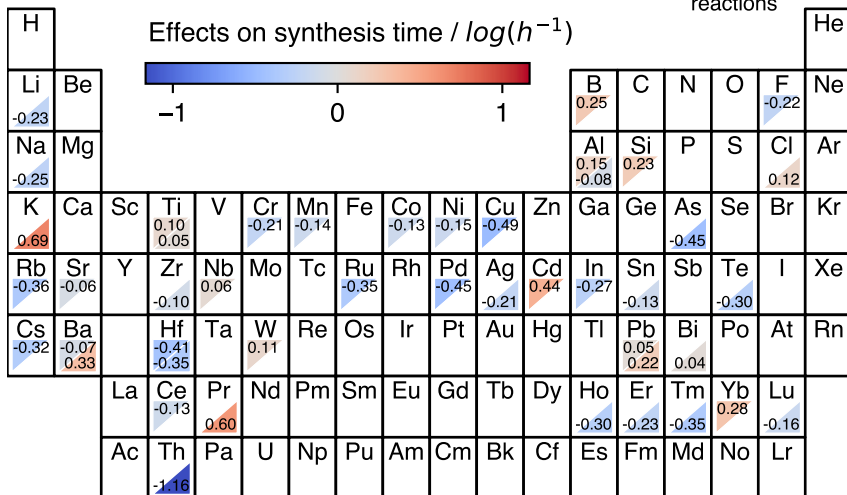 reactions
H He
Effects on synthesis time / log(h⁻¹)
−1 0 1
Li Be B C N O F Ne
-0.23 0.25 -0.22
Na Mg Al Si P S Cl Ar
-0.25 0.15 -0.08 0.23 0.12
K Ca Sc Ti V Cr Mn Fe Co Ni Cu Zn Ga Ge As Se Br Kr
0.69 0.10 0.05 -0.21 -0.14 -0.13 -0.15 -0.49 -0.45
Rb Sr Y Zr Nb Mo Tc Ru Rh Pd Ag Cd In Sn Sb Te I Xe
-0.36 -0.06 -0.10 0.06 -0.35 -0.45 -0.21 0.44 -0.27 -0.13 -0.30
Cs Ba Hf Ta W Re Os Ir Pt Au Hg Tl Pb Bi Po At Rn
-0.32 -0.07 0.33 -0.41 -0.35 0.11 0.05 0.22 0.04
La Ce Pr Nd Pm Sm Eu Gd Tb Dy Ho Er Tm Yb Lu
-0.13 0.60 -0.30 -0.23 -0.35 0.28 -0.16
Ac Th Pa U Np Pu Am Cm Bk Cf Es Fm Md No Lr
-1.16